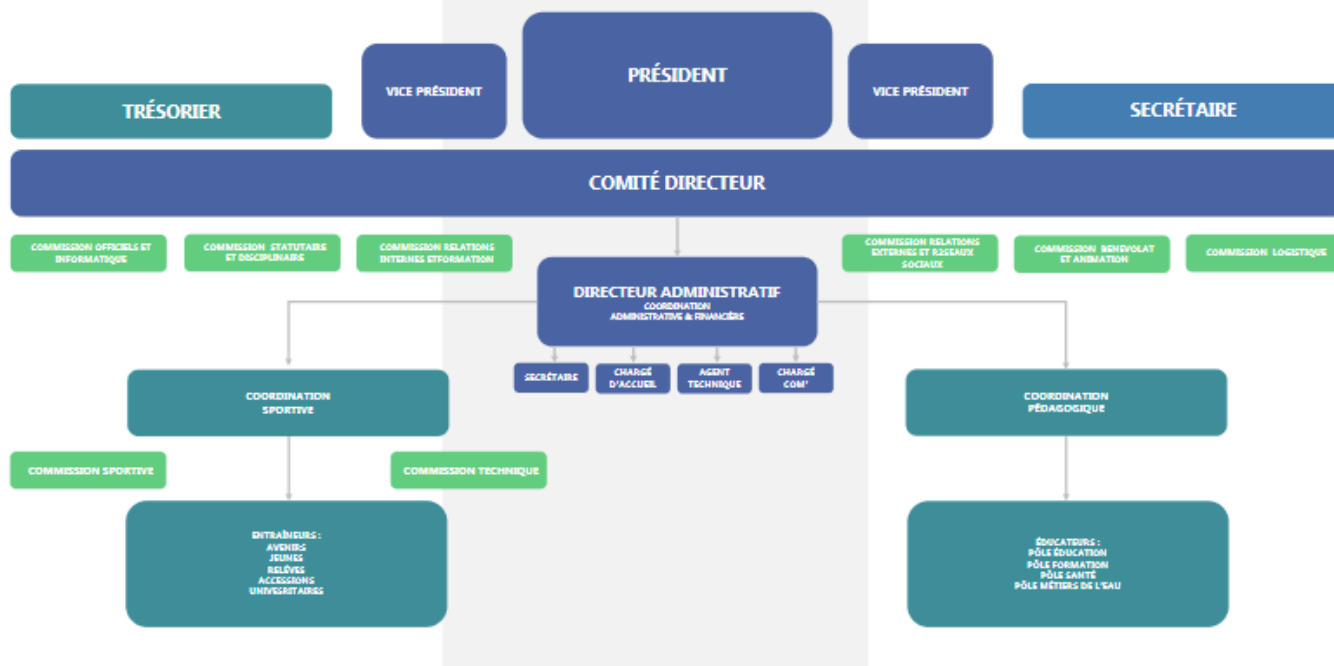 PRÉSIDENT
VICE PRÉSIDENT
VICE PRÉSIDENT
TRÉSORIER
SECRÉTAIRE
COMITÉ DIRECTEUR
COMMISSION OFFICIELS ET
INFORMATIQUE
COMMISSION STATUTAIRE
ET DISCIPLINAIRE
COMMISSION RELATIONS
INTERNES ETFORMATION
COMMISSION RELATIONS
EXTERNES ET R2SEAUX
SOCIAUX
COMMISSION BENEVOLAT
ET ANIMATION
COMMISSION LOGISTIQUE
DIRECTEUR ADMINISTRATIF
COORDINATION
ADMINISTRATIVE & FINANCIÈRE
SECRÉTAIRE
CHARGÉ
D'ACCUEIL
AGENT
TECHNIQUE
CHARGÉ
COM'
COORDINATION
SPORTIVE
COORDINATION
PÉDAGOGIQUE
COMMISSION SPORTIVE
COMMISSION TECHNIQUE
ENTRAÎNEURS :
AVENIRS
JEUNES
RELÈVES
ACCESSIONS
UNIVESRITAIRES
ÉDUCATEURS :
PÔLE ÉDUCATION
PÔLE FORMATION
PÔLE SANTÉ
PÔLE MÉTIERS DE L'EAU